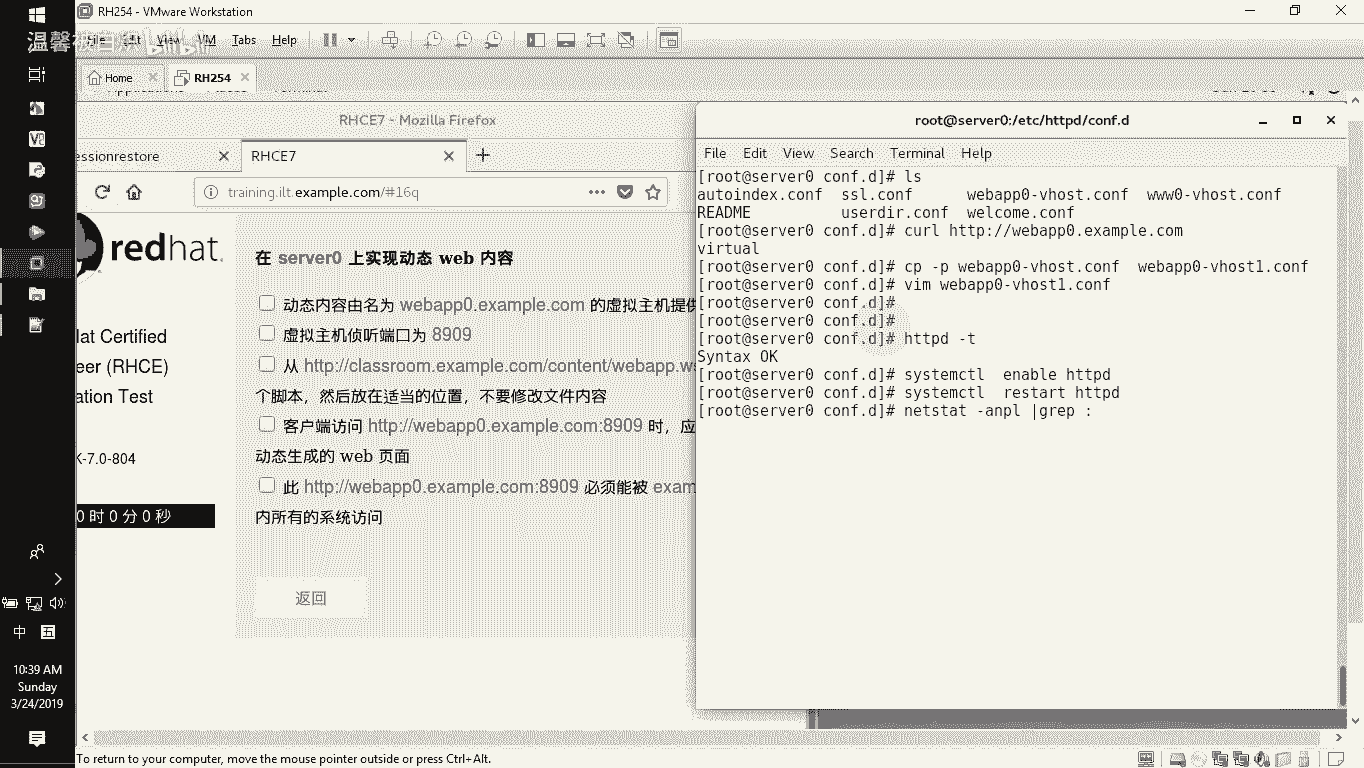 RH254 - VMware Workstation
VM Tabs Help
Home
RH254
RHCE7 - Mozilla Firefox
essionrestore
RHCE7
training.ilt.example.com/#16q
redhat.
at Certified
eer (RHCE)
ation Test
K-7.0-804
0 时 0 分 0 秒
在 server0 上实现动态 web 内容
动态内容由名为 webapp0.example.com 的虚拟主机提供
虚拟主机侦听端口为 8909
从 http://classroom.example.com/content/webapp.ws
个脚本，然后放在适当的位置，不要修改文件内容
客户端访问 http://webapp0.example.com:8909 时，应
动态生成的 web 页面
此 http://webapp0.example.com:8909 必须能被 exam
内所有的系统访问
返回
root@server0:/etc/httpd/conf.d
File Edit View Search Terminal Help
[root@server0 conf.d]# ls
autoindex.conf ssl.conf webapp0-vhost.conf www0-vhost.conf
README userdir.conf welcome.conf
[root@server0 conf.d]# curl http://webapp0.example.com
virtual
[root@server0 conf.d]# cp -p webapp0-vhost.conf webapp0-vhost1.conf
[root@server0 conf.d]# vim webapp0-vhost1.conf
[root@server0 conf.d]#
[root@server0 conf.d]#
[root@server0 conf.d]# httpd -t
Syntax OK
[root@server0 conf.d]# systemctl enable httpd
[root@server0 conf.d]# systemctl restart httpd
[root@server0 conf.d]# netstat -anpl |grep :
中 五
10:39 AM
Sunday
3/24/2019
To return to your computer, move the mouse pointer outside or press Ctrl+Alt.